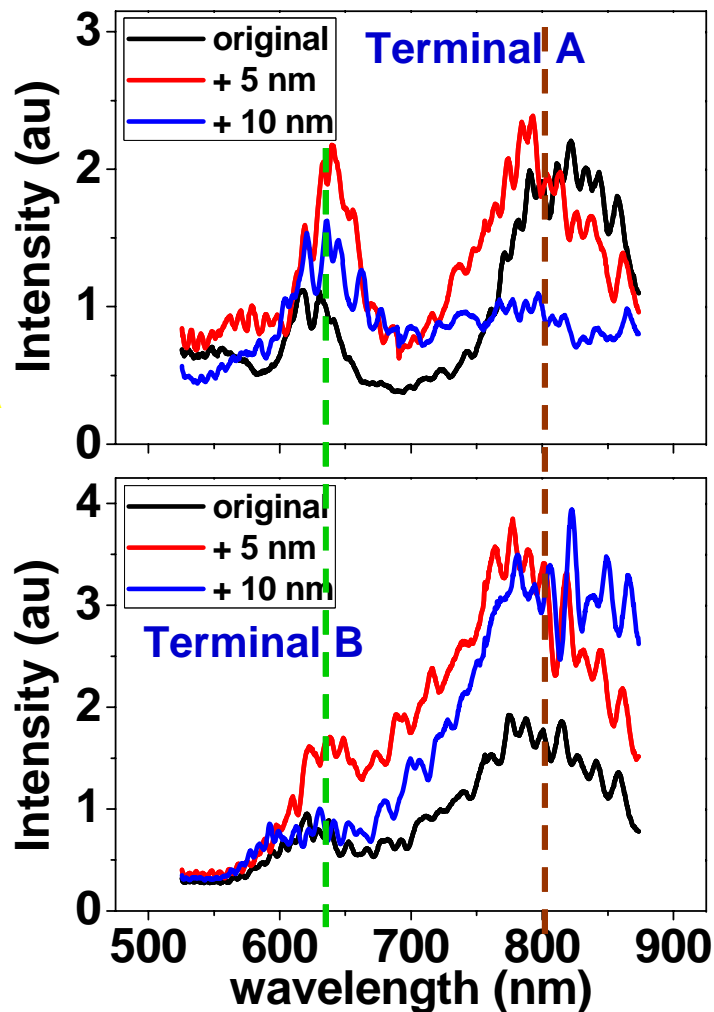 3
original
+ 5 nm
+ 10 nm
Terminal A
2
1
0
Intensity (au)
4
original
+ 5 nm
+ 10 nm
3
Terminal B
2
1
0
Intensity (au)
500 600 700 800 900
wavelength (nm)